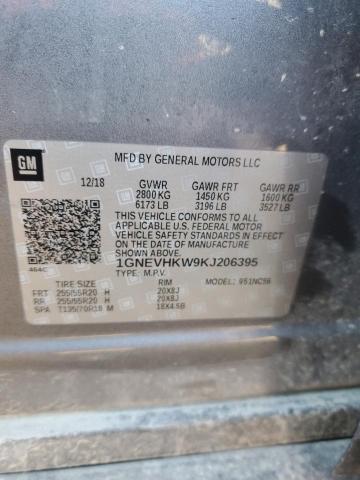 GM
MFD BY GENERAL MOTORS LLC
12/18 GVWR GAWR FRT GAWR RR
2800 KG 1450 KG 1600 KG
6173 LB 3196 LB 3527 LB
THIS VEHICLE CONFORMS TO ALL
APPLICABLE U.S. FEDERAL MOTOR
VEHICLE SAFETY STANDARDS IN EFFECT
ON THE DATE OF MANUFACTURE SHOWN ABOVE
464C 1GNEVHKW9KJ206395
TYPE: M.P.V. MODEL: 951NC56
TIRE SIZE RIM
FRT 255/55R20 H 20X8J
RR 255/55R20 H 20X8J
SPA T135/70R18 M 18X4.5B